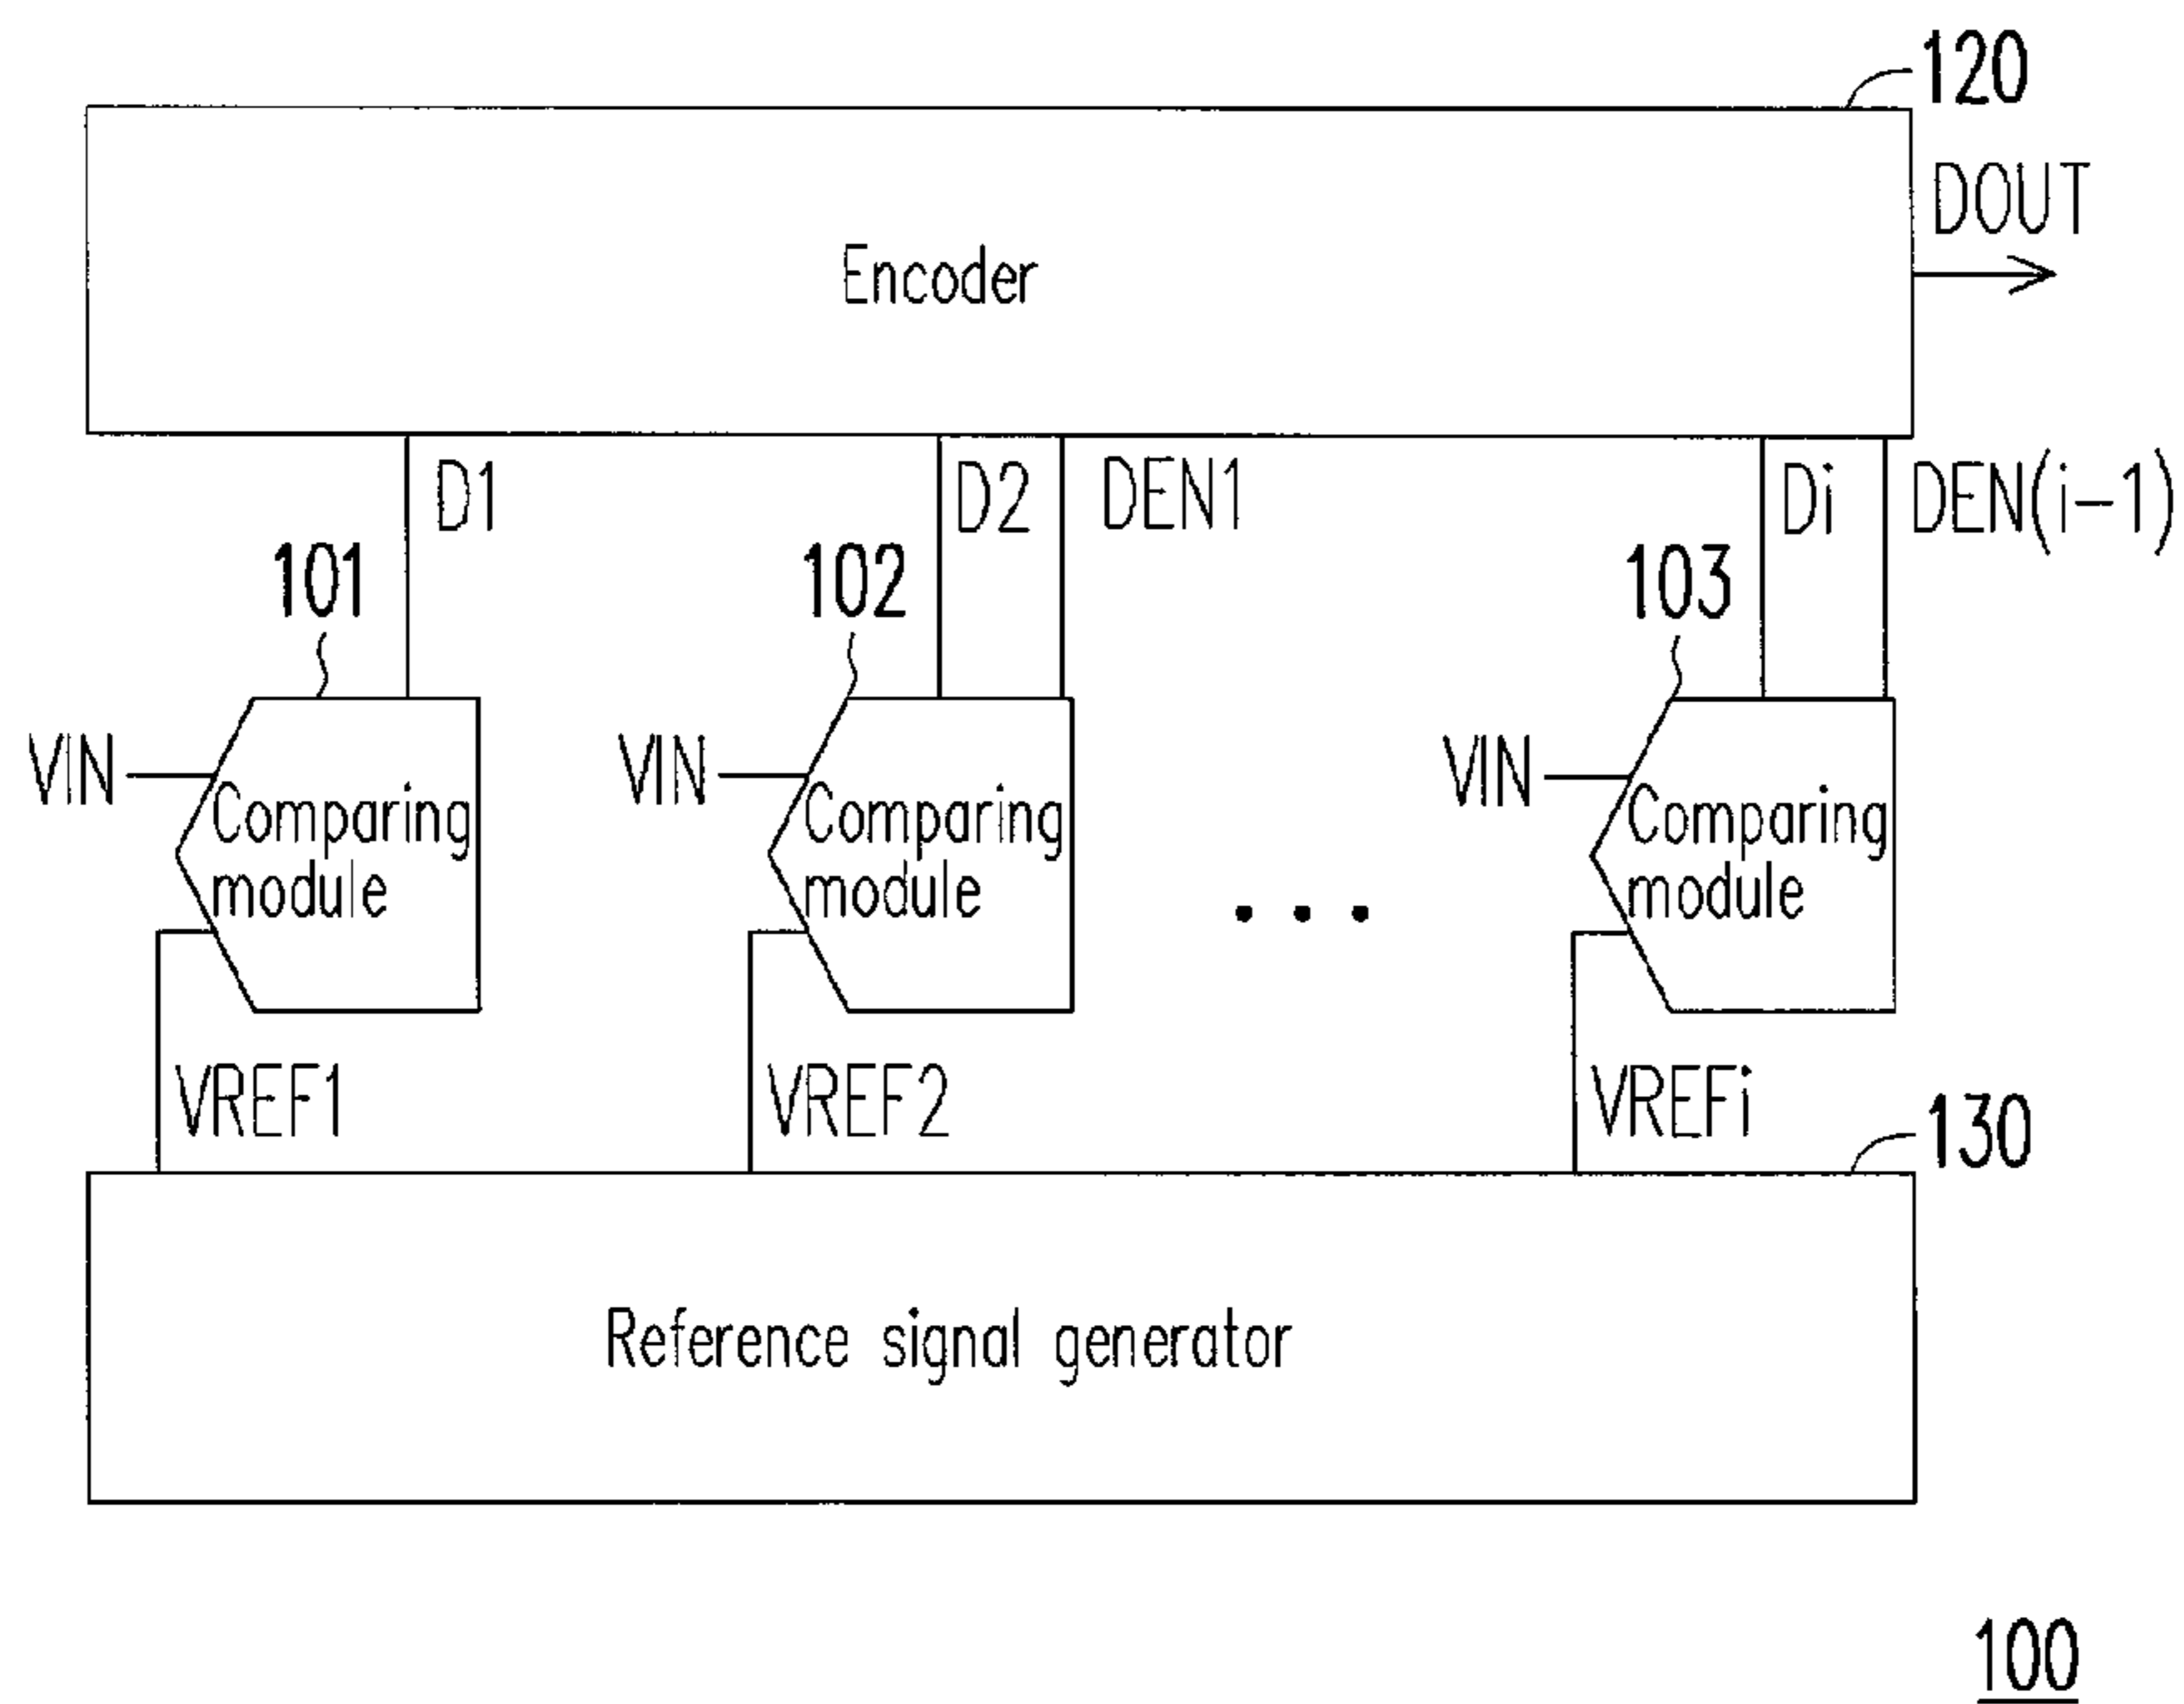 120
DOUT
Encoder
D1
D2
DEN1
Di
DEN(i-1)
101
102
103
VIN
VIN
VIN
Comparing
module
Comparing
module
Comparing
module
...
VREF1
VREF2
VREFi
130
Reference signal generator
100